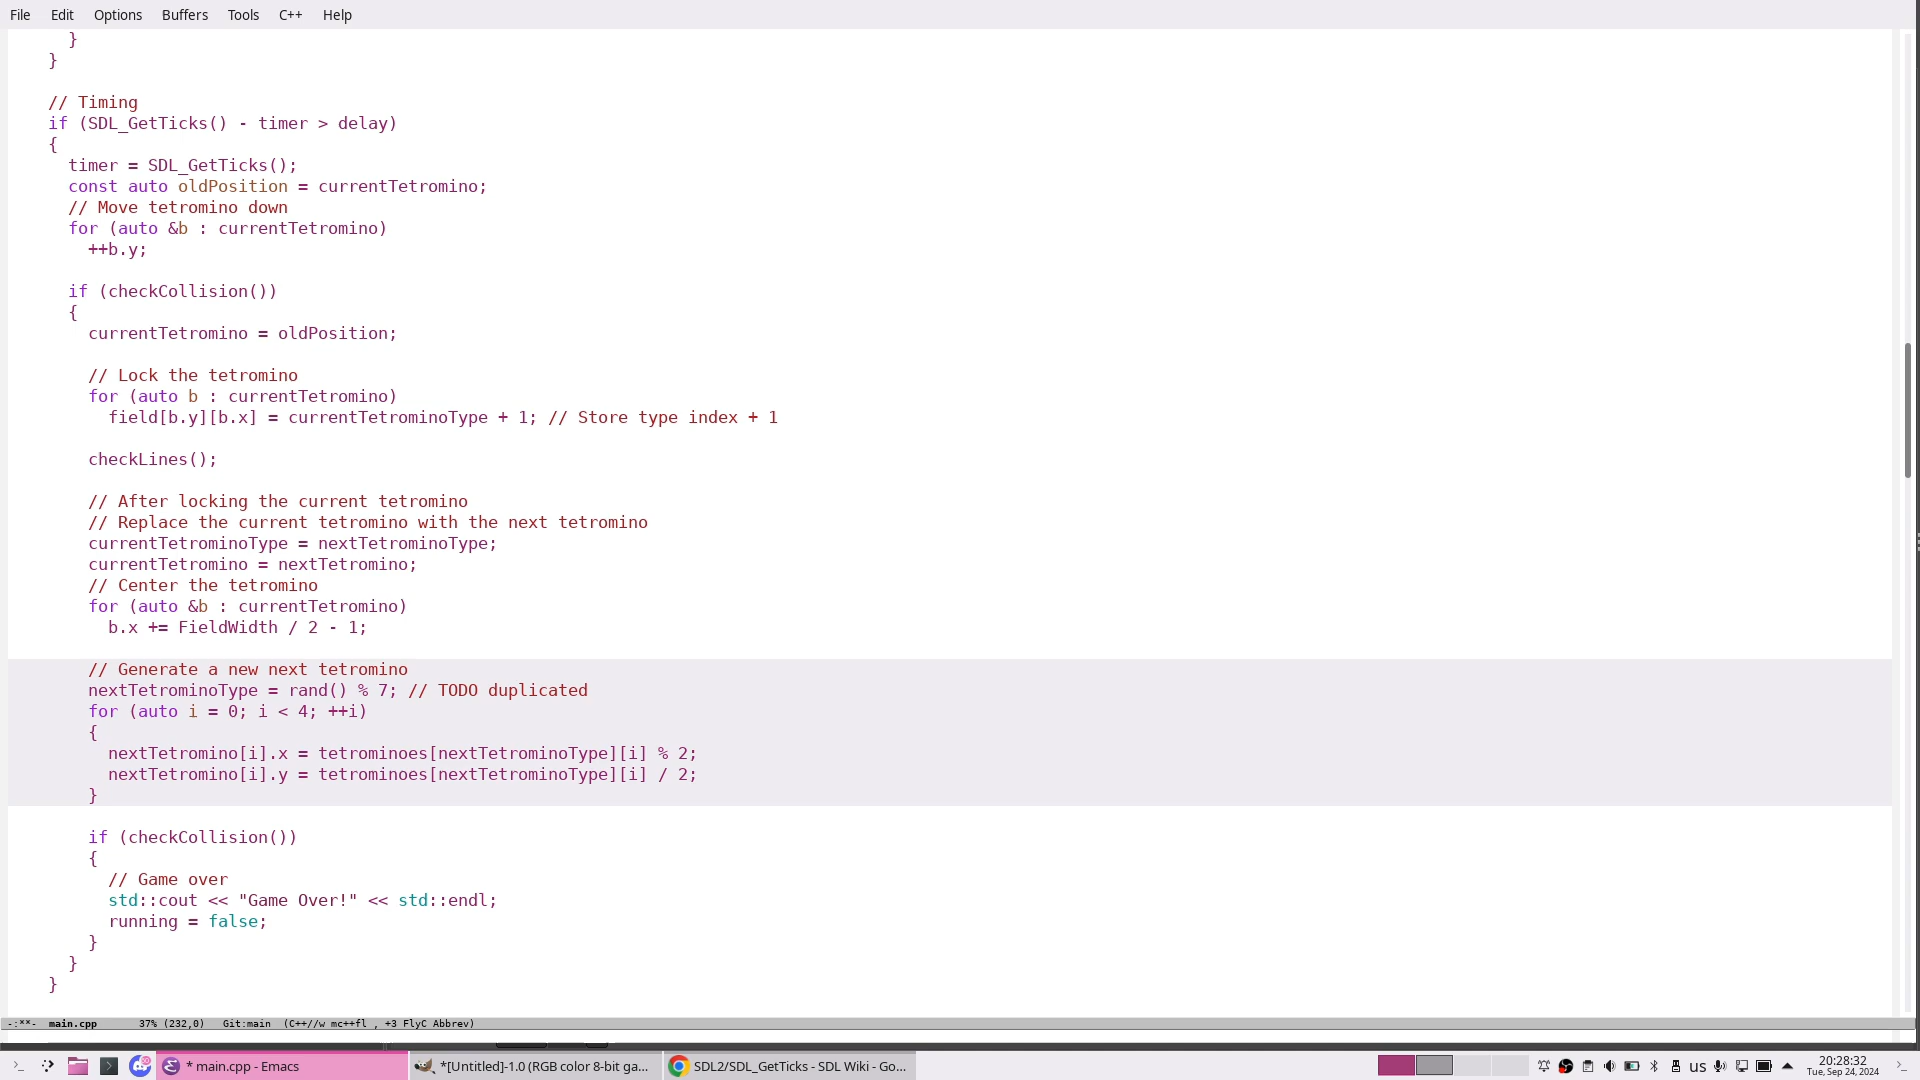 File Edit Options Buffers Tools C++ Help
}
}
// Timing
if (SDL_GetTicks() - timer > delay)
{
timer = SDL_GetTicks();
const auto oldPosition = currentTetromino;
// Move tetromino down
for (auto &b : currentTetromino)
++b.y;
if (checkCollision())
{
currentTetromino = oldPosition;
// Lock the tetromino
for (auto b : currentTetromino)
field[b.y][b.x] = currentTetrominoType + 1; // Store type index + 1
checkLines();
// After locking the current tetromino
// Replace the current tetromino with the next tetromino
currentTetrominoType = nextTetrominoType;
currentTetromino = nextTetromino;
// Center the tetromino
for (auto &b : currentTetromino)
b.x += FieldWidth / 2 - 1;
// Generate a new next tetromino
nextTetrominoType = rand() % 7; // TODO duplicated
for (auto i = 0; i < 4; ++i)
{
nextTetromino[i].x = tetrominoes[nextTetrominoType][i] % 2;
nextTetromino[i].y = tetrominoes[nextTetrominoType][i] / 2;
}
if (checkCollision())
{
// Game over
std::cout << "Game Over!" << std::endl;
running = false;
}
}
}
-:**- main.cpp 37% (232,0) Git:main (C++//w mc++fl , +3 FlyC Abbrev)
* main.cpp - Emacs *[Untitled]-1.0 (RGB color 8-bit ga... SDL2/SDL_GetTicks - SDL Wiki - Go... us 20:28:32
Tue, Sep 24, 2024